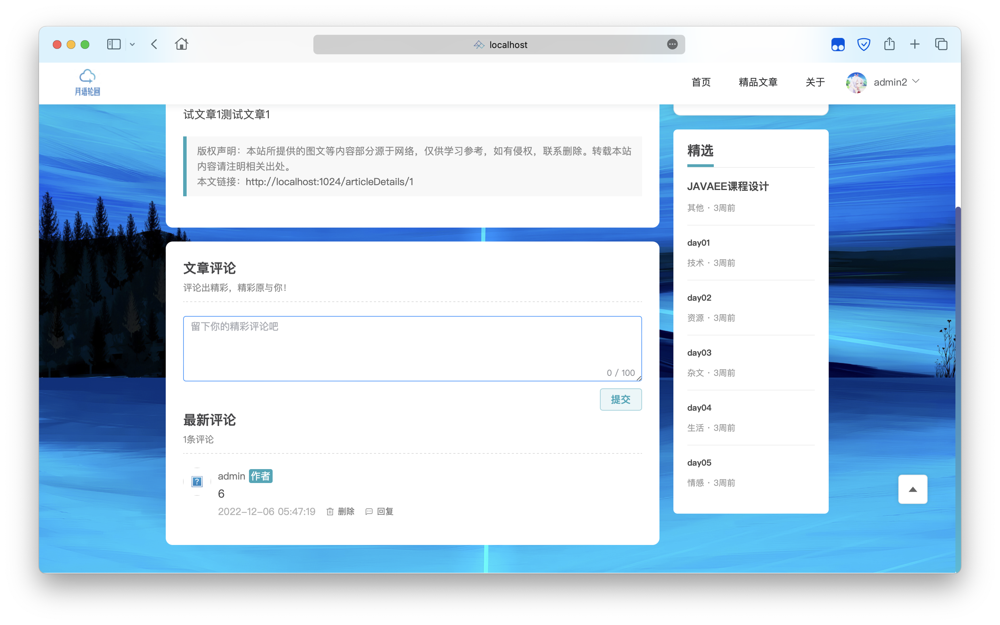 localhost
月语轮回
首页
精品文章
关于
admin2
试文章1测试文章1
版权声明：本站所提供的图文等内容部分源于网络，仅供学习参考，如有侵权，联系删除。转载本站
内容请注明相关出处。
本文链接：http://localhost:1024/articleDetails/1
文章评论
评论出精彩，精彩原与你！
留下你的精彩评论吧
0 / 100
提交
最新评论
1条评论
admin 作者
6
2022-12-06 05:47:19 删除 回复
精选
JAVAEE课程设计
其他 · 3周前
day01
技术 · 3周前
day02
资源 · 3周前
day03
杂文 · 3周前
day04
生活 · 3周前
day05
情感 · 3周前